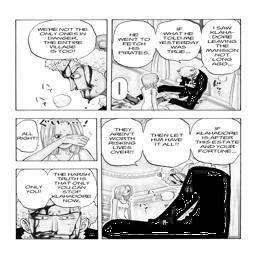 I SAW
KLAHA-
DORE
LEAVING
THE
MANSION
NOT
LONG
AGO...
IF
WHAT HE
TOLD ME
YESTERDAY
WAS
TRUE...
HE
WENT TO
FETCH
HIS
PIRATES.
WE'RE NOT THE
ONLY ONES IN
DANGER.
THE ENTIRE
VILLAGE
IS TOO!
IF
KLAHADORE
IS AFTER
THIS ESTATE
AND YOUR
FORTUNE...
THEN LET
HIM HAVE
IT ALL!!
THEY
AREN'T
WORTH
RISKING
LIVES
OVER!!
ALL
RIGHT!
THE HARSH
TRUTH IS
THAT ONLY
YOU CAN
STOP
KLAHADORE
NOW.
ONLY
YOU!